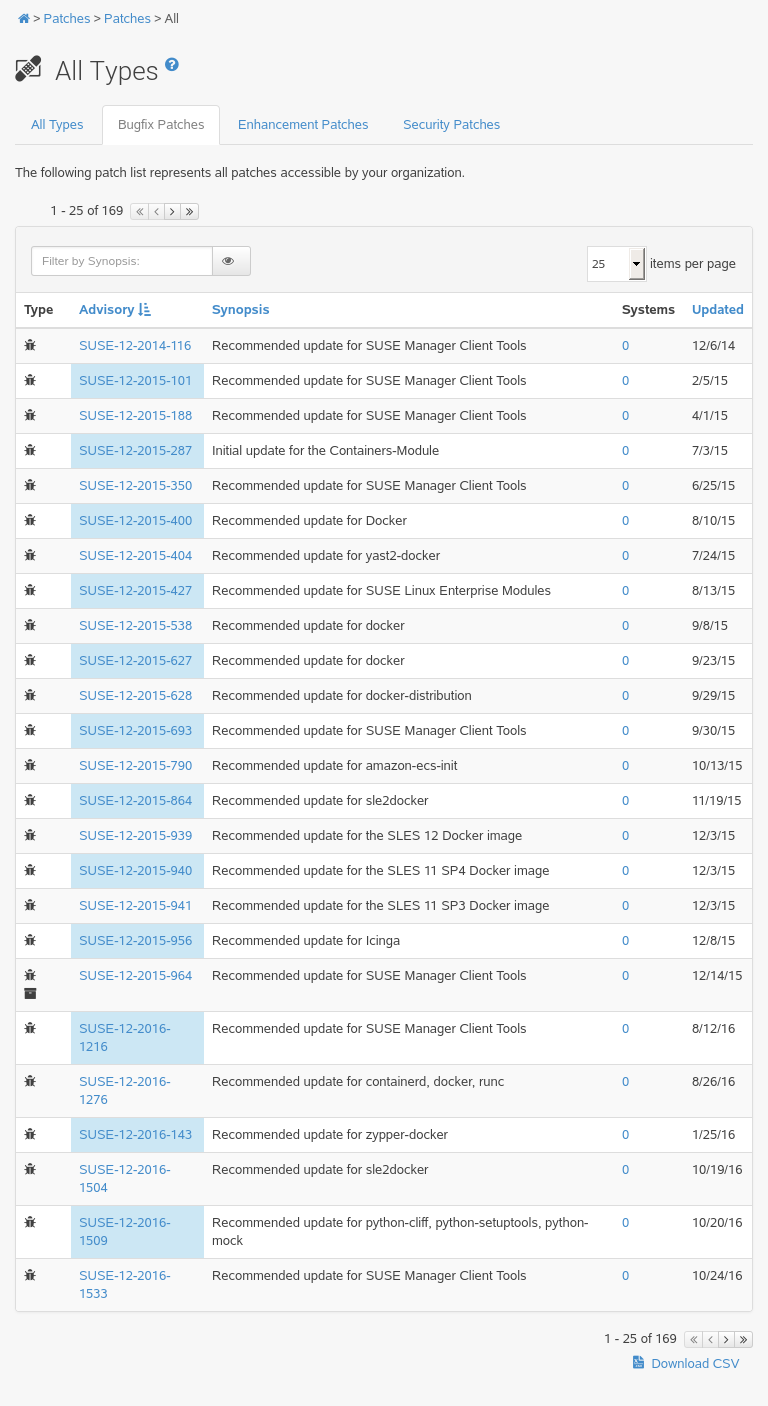 > Patches > Patches > All
All Types
All Types Bugfix Patches Enhancement Patches Security Patches
The following patch list represents all patches accessible by your organization.
1 - 25 of 169
Filter by Synopsis: 25 items per page
Type Advisory Synopsis Systems Updated
SUSE-12-2014-116 Recommended update for SUSE Manager Client Tools 0 12/6/14
SUSE-12-2015-101 Recommended update for SUSE Manager Client Tools 0 2/5/15
SUSE-12-2015-188 Recommended update for SUSE Manager Client Tools 0 4/1/15
SUSE-12-2015-287 Initial update for the Containers-Module 0 7/3/15
SUSE-12-2015-350 Recommended update for SUSE Manager Client Tools 0 6/25/15
SUSE-12-2015-400 Recommended update for Docker 0 8/10/15
SUSE-12-2015-404 Recommended update for yast2-docker 0 7/24/15
SUSE-12-2015-427 Recommended update for SUSE Linux Enterprise Modules 0 8/13/15
SUSE-12-2015-538 Recommended update for docker 0 9/8/15
SUSE-12-2015-627 Recommended update for docker 0 9/23/15
SUSE-12-2015-628 Recommended update for docker-distribution 0 9/29/15
SUSE-12-2015-693 Recommended update for SUSE Manager Client Tools 0 9/30/15
SUSE-12-2015-790 Recommended update for amazon-ecs-init 0 10/13/15
SUSE-12-2015-864 Recommended update for sle2docker 0 11/19/15
SUSE-12-2015-939 Recommended update for the SLES 12 Docker image 0 12/3/15
SUSE-12-2015-940 Recommended update for the SLES 11 SP4 Docker image 0 12/3/15
SUSE-12-2015-941 Recommended update for the SLES 11 SP3 Docker image 0 12/3/15
SUSE-12-2015-956 Recommended update for Icinga 0 12/8/15
SUSE-12-2015-964 Recommended update for SUSE Manager Client Tools 0 12/14/15
SUSE-12-2016- Recommended update for SUSE Manager Client Tools 0 8/12/16
1216
SUSE-12-2016- Recommended update for containerd, docker, runc 0 8/26/16
1276
SUSE-12-2016-143 Recommended update for zypper-docker 0 1/25/16
SUSE-12-2016- Recommended update for sle2docker 0 10/19/16
1504
SUSE-12-2016- Recommended update for python-cliff, python-setuptools, python- 0 10/20/16
1509 mock
SUSE-12-2016- Recommended update for SUSE Manager Client Tools 0 10/24/16
1533
1 - 25 of 169
Download CSV